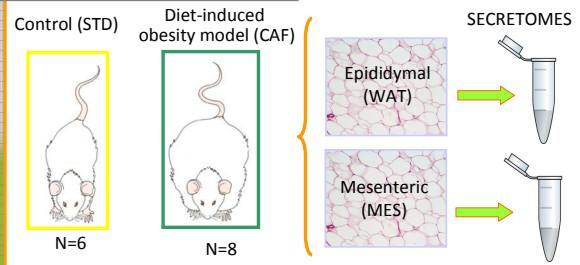 Control (STD)
Diet-induced
obesity model (CAF)
N=6
N=8
Epididymal
(WAT)
Mesenteric
(MES)
SECRETOMES